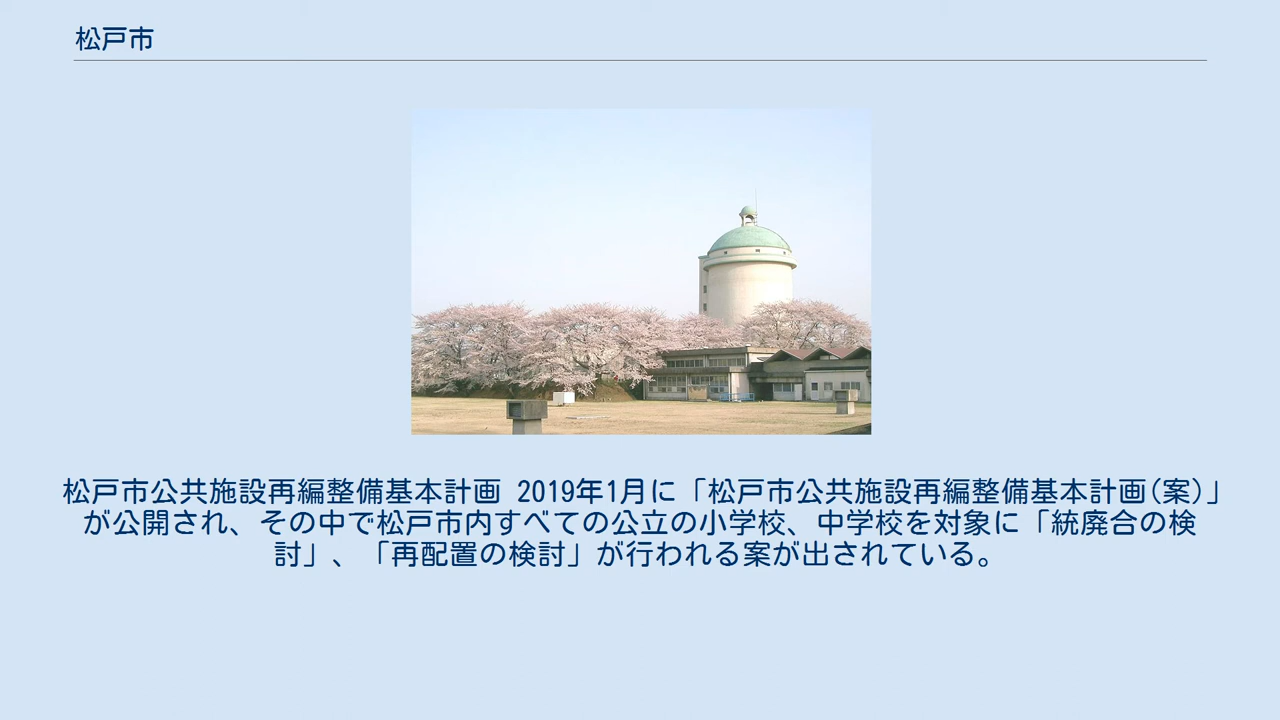 松戸市
松戸市公共施設再編整備基本計画 2019年1月に「松戸市公共施設再編整備基本計画(案)」
が公開され、その中で松戸市内すべての公立の小学校、中学校を対象に「統廃合の検
討」、「再配置の検討」が行われる案が出されている。